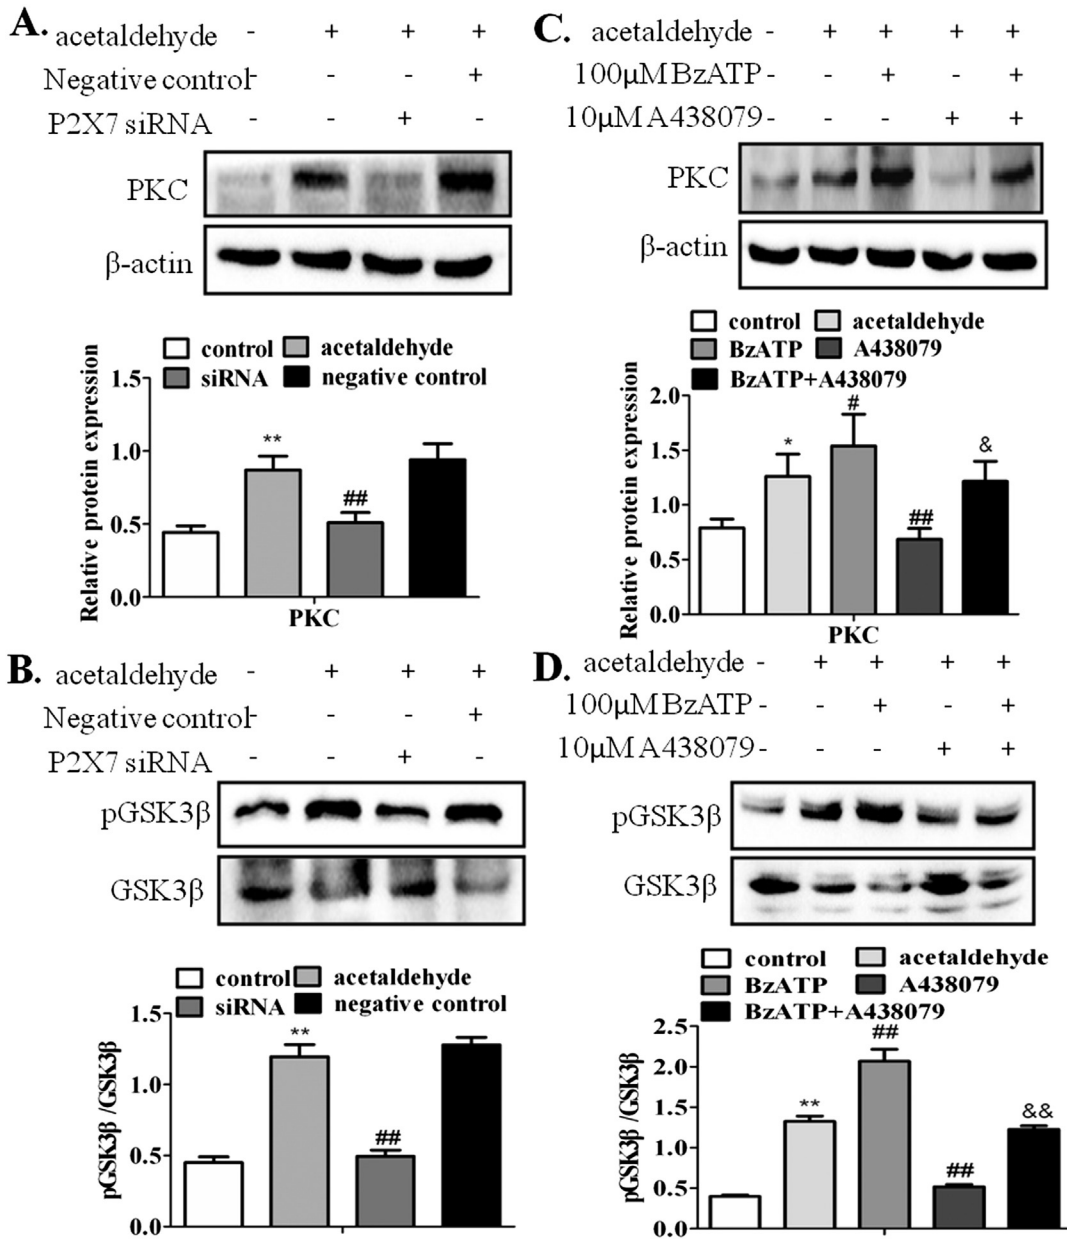 A.
acetaldehyde - + + +
Negative control - - - +
P2X7 siRNA - - + -
PKC
β-actin
control acetaldehyde
siRNA negative control
Relative protein expression
1.5
1.0
0.5
0.0
**
##
PKC
C.
acetaldehyde - + + + +
100μM BzATP - - + - +
10μM A438079 - - - + +
PKC
β-actin
control acetaldehyde
BzATP A438079
BzATP+A438079
Relative protein expression
2.0
1.5
1.0
0.5
0.0
*
#
##
&
PKC
B.
acetaldehyde - + + +
Negative control - - - +
P2X7 siRNA - - + -
pGSK3β
GSK3β
control acetaldehyde
siRNA negative control
pGSK3β /GSK3β
1.5
1.0
0.5
0.0
**
##
D.
acetaldehyde - + + + +
100μM BzATP - - + - +
10μM A438079 - - - + +
pGSK3β
GSK3β
control acetaldehyde
BzATP A438079
BzATP+A438079
pGSK3β /GSK3β
2.5
2.0
1.5
1.0
0.5
0.0
**
##
##
&&